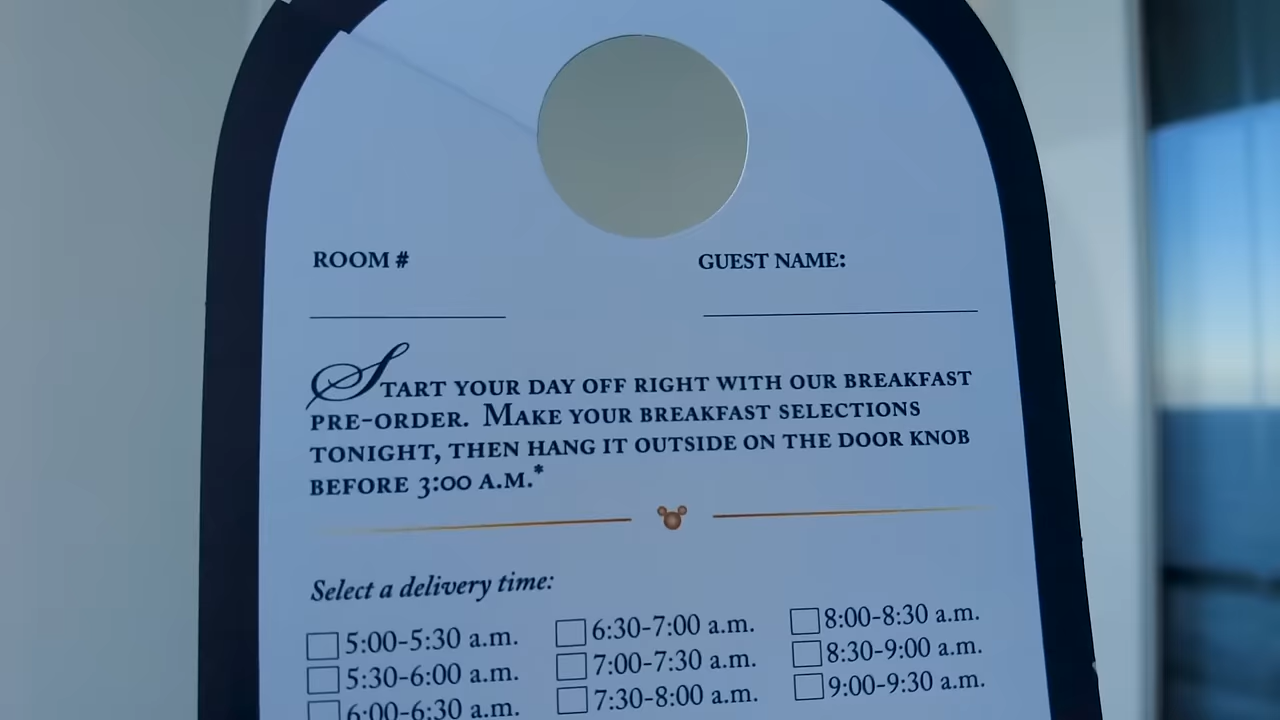 ROOM #
GUEST NAME:
START YOUR DAY OFF RIGHT WITH OUR BREAKFAST
PRE-ORDER. MAKE YOUR BREAKFAST SELECTIONS
TONIGHT, THEN HANG IT OUTSIDE ON THE DOOR KNOB
BEFORE 3:00 A.M.*
Select a delivery time:
5:00-5:30 a.m. 6:30-7:00 a.m. 8:00-8:30 a.m.
5:30-6:00 a.m. 7:00-7:30 a.m. 8:30-9:00 a.m.
6:00-6:30 a.m. 7:30-8:00 a.m. 9:00-9:30 a.m.